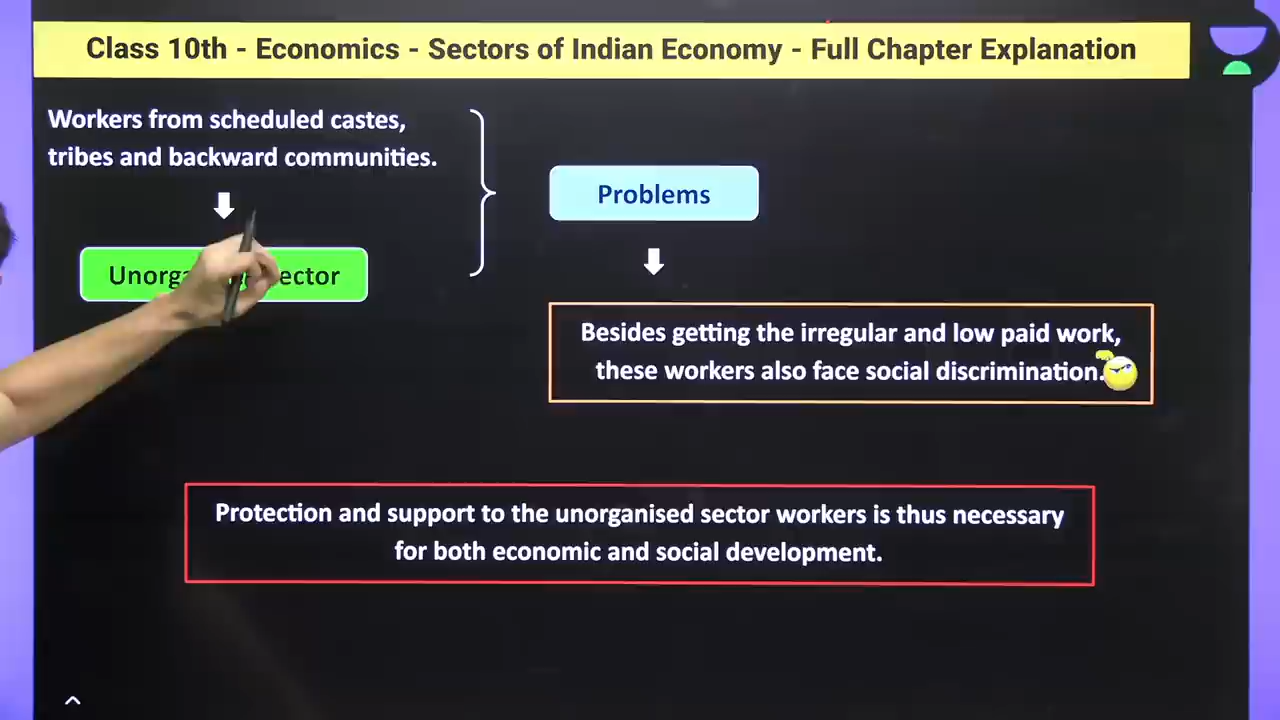 Class 10th - Economics - Sectors of Indian Economy - Full Chapter Explanation
Workers from scheduled castes,
tribes and backward communities.
Problems
Besides getting the irregular and low paid work,
these workers also face social discrimination.
Protection and support to the unorganised sector workers is thus necessary
for both economic and social development.